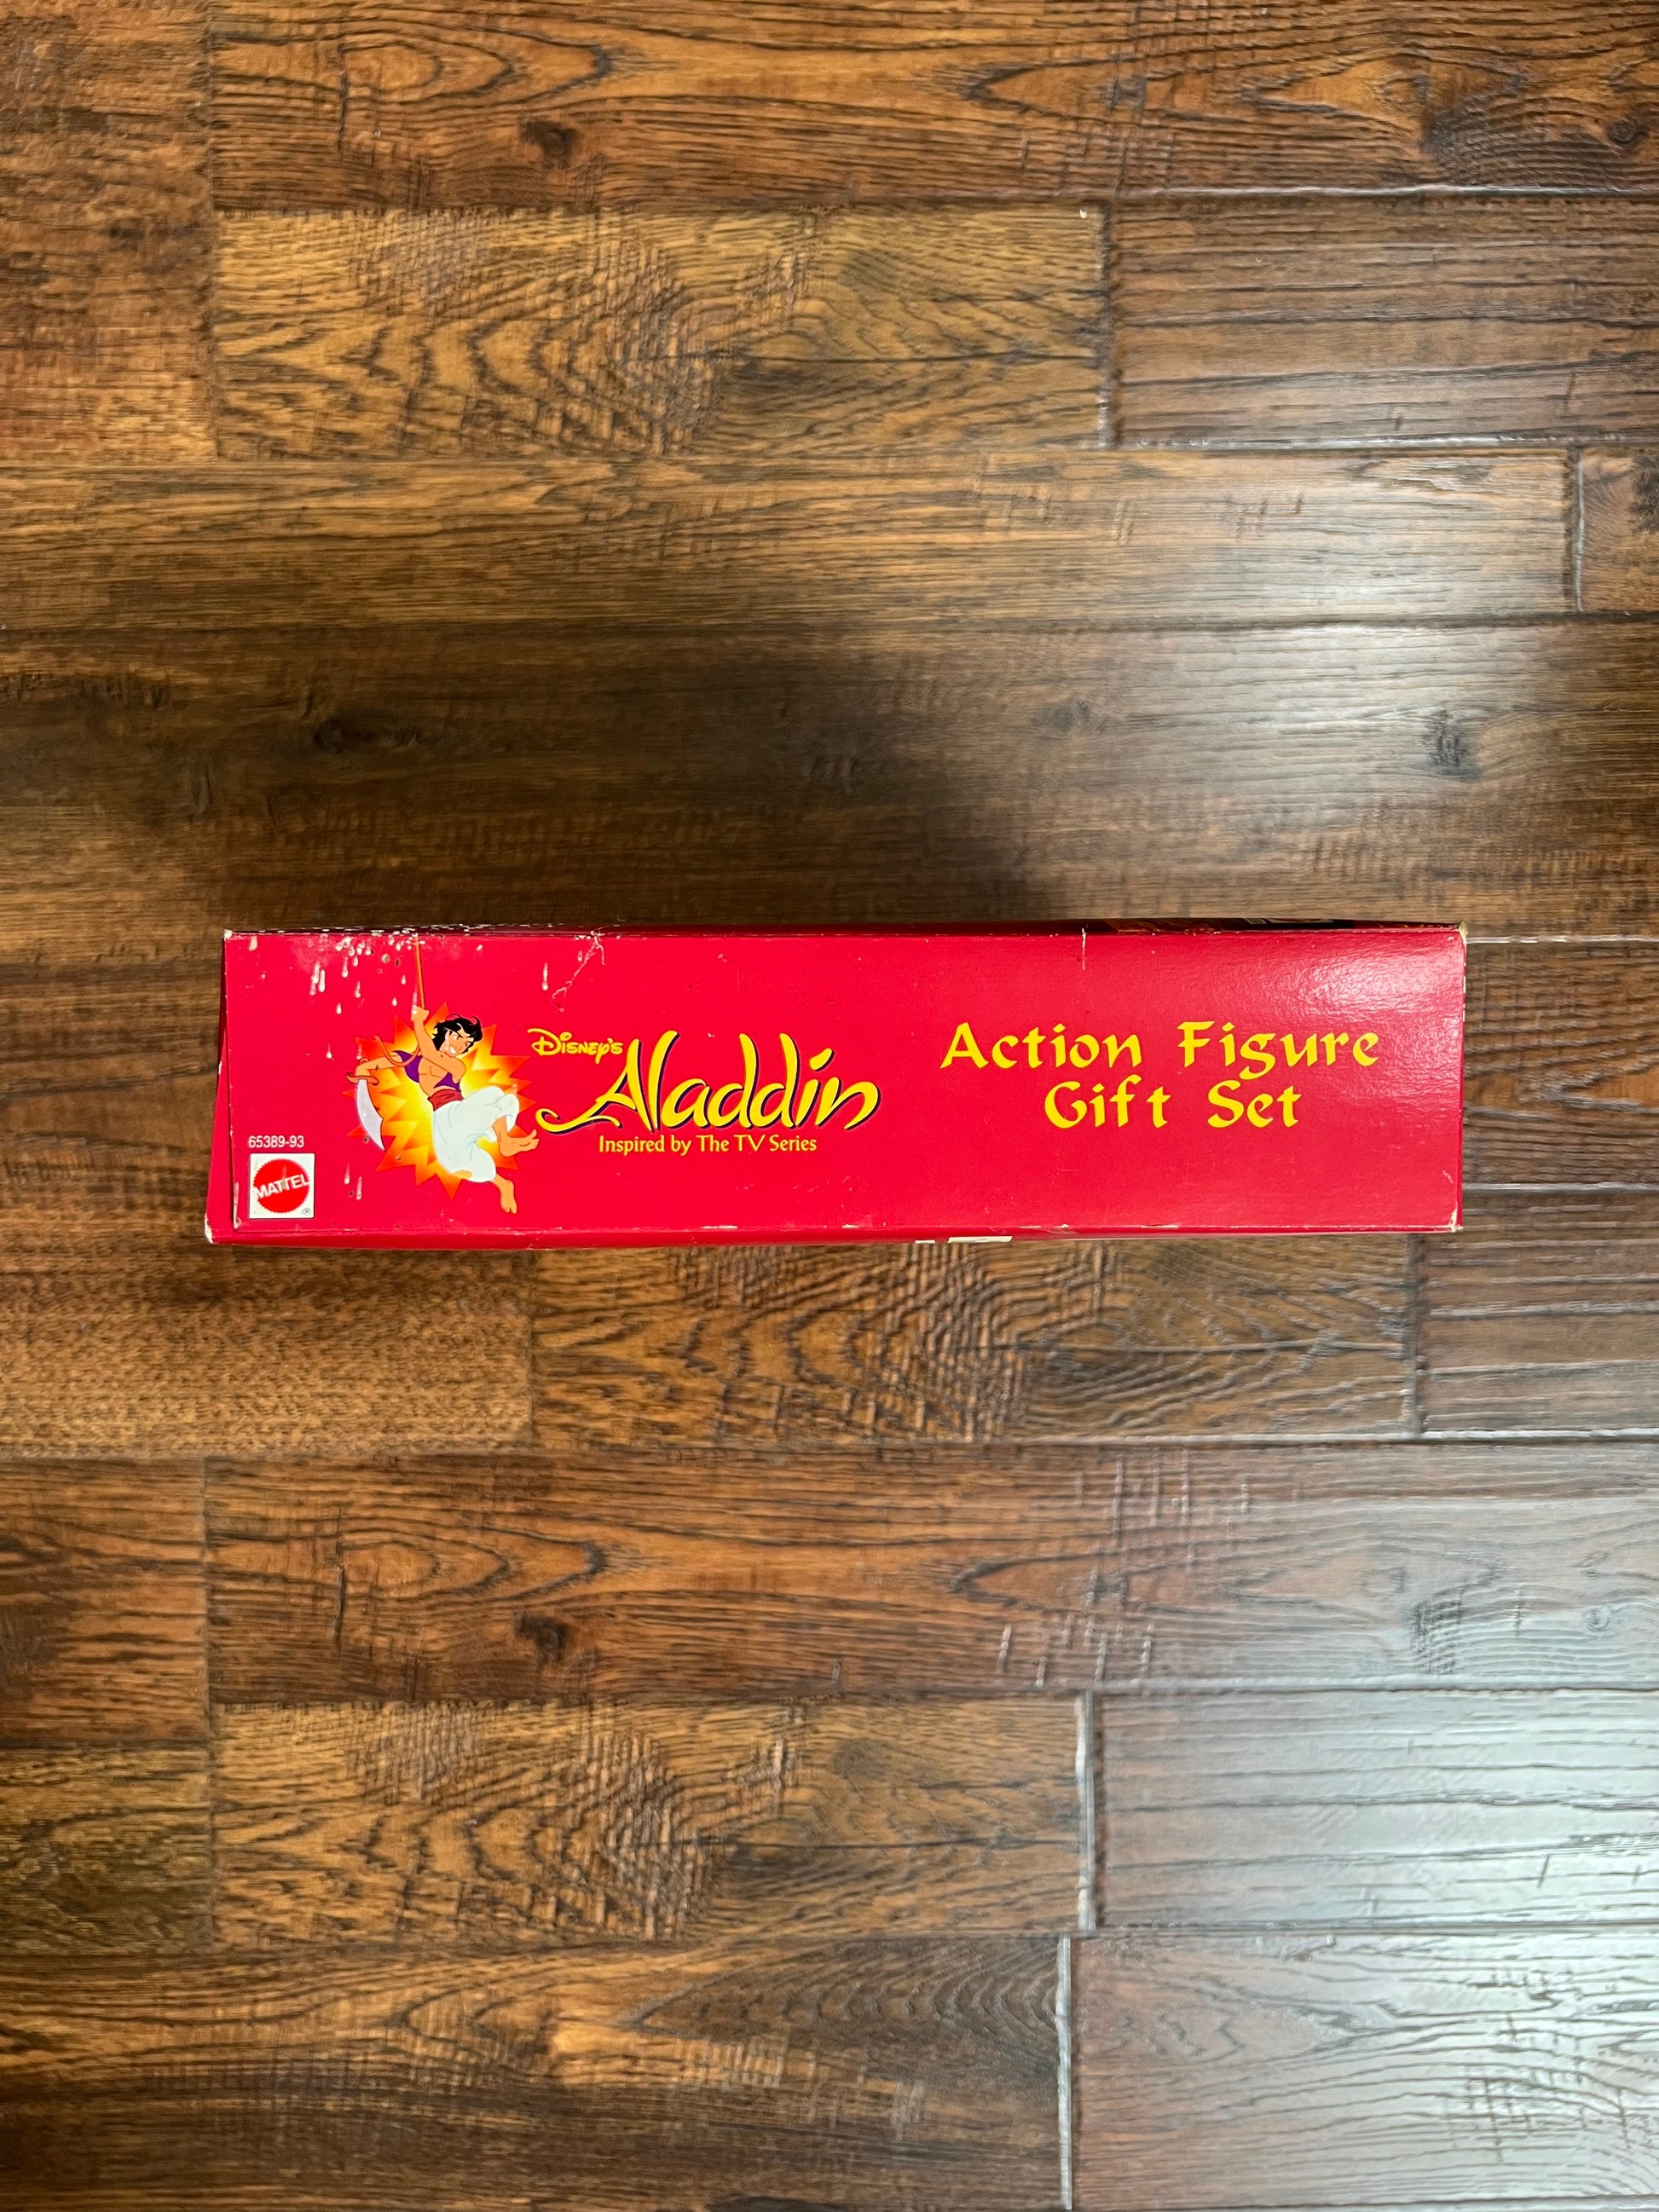 Disney's
Aladdin
Inspired by The TV Series
Action Figure
Gift Set
65389-93
MATTEL
®